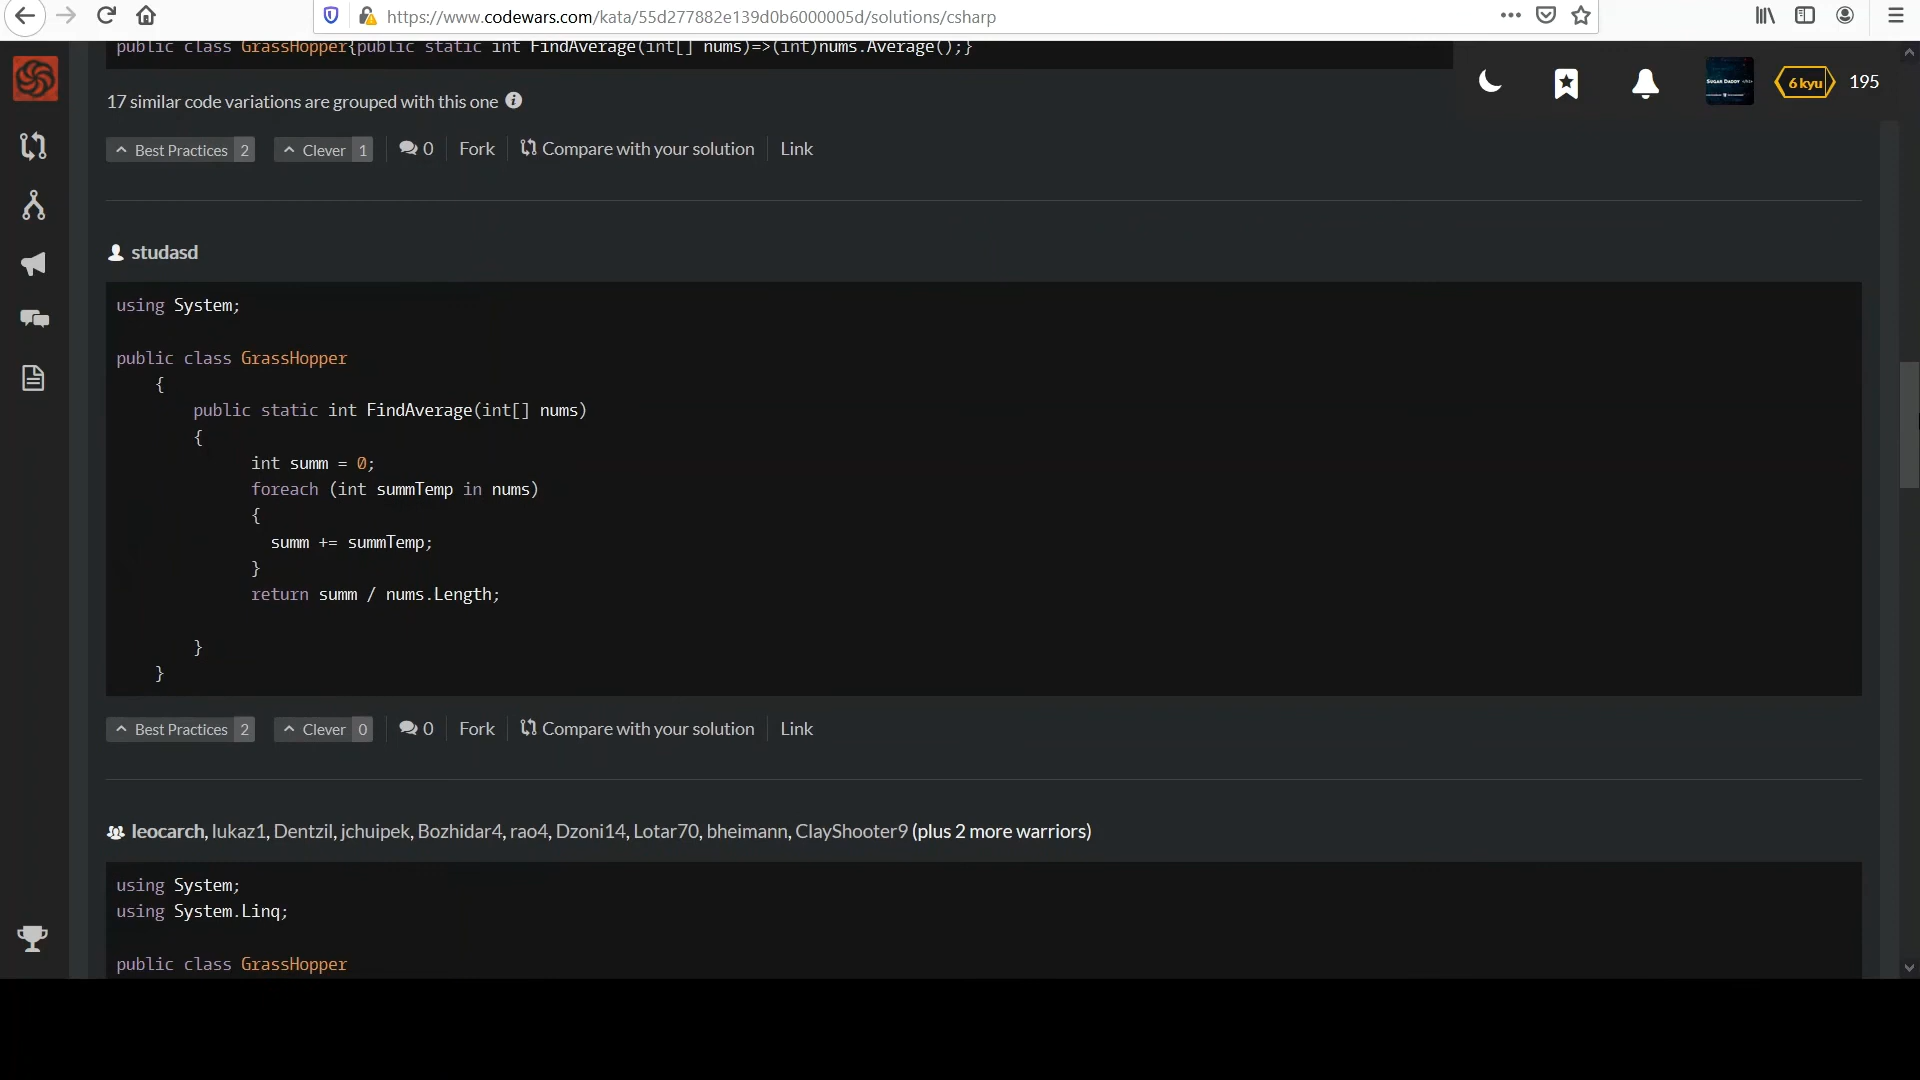 https://www.codewars.com/kata/55d277882e139d0b6000005d/solutions/csharp
public class GrassHopper{public static int FindAverage(int[] nums)=>(int)nums.Average();}
SUGAR DADDY
6 kyu 195
17 similar code variations are grouped with this one
Best Practices 2 Clever 1 0 Fork Compare with your solution Link
studasd
using System;
public class GrassHopper
{
public static int FindAverage(int[] nums)
{
int summ = 0;
foreach (int summTemp in nums)
{
summ += summTemp;
}
return summ / nums.Length;
}
}
Best Practices 2 Clever 0 0 Fork Compare with your solution Link
leocarch, lukaz1, Dentzil, jchuipek, Bozhidar4, rao4, Dzoni14, Lotar70, bheimann, ClayShooter9 (plus 2 more warriors)
using System;
using System.Linq;
public class GrassHopper